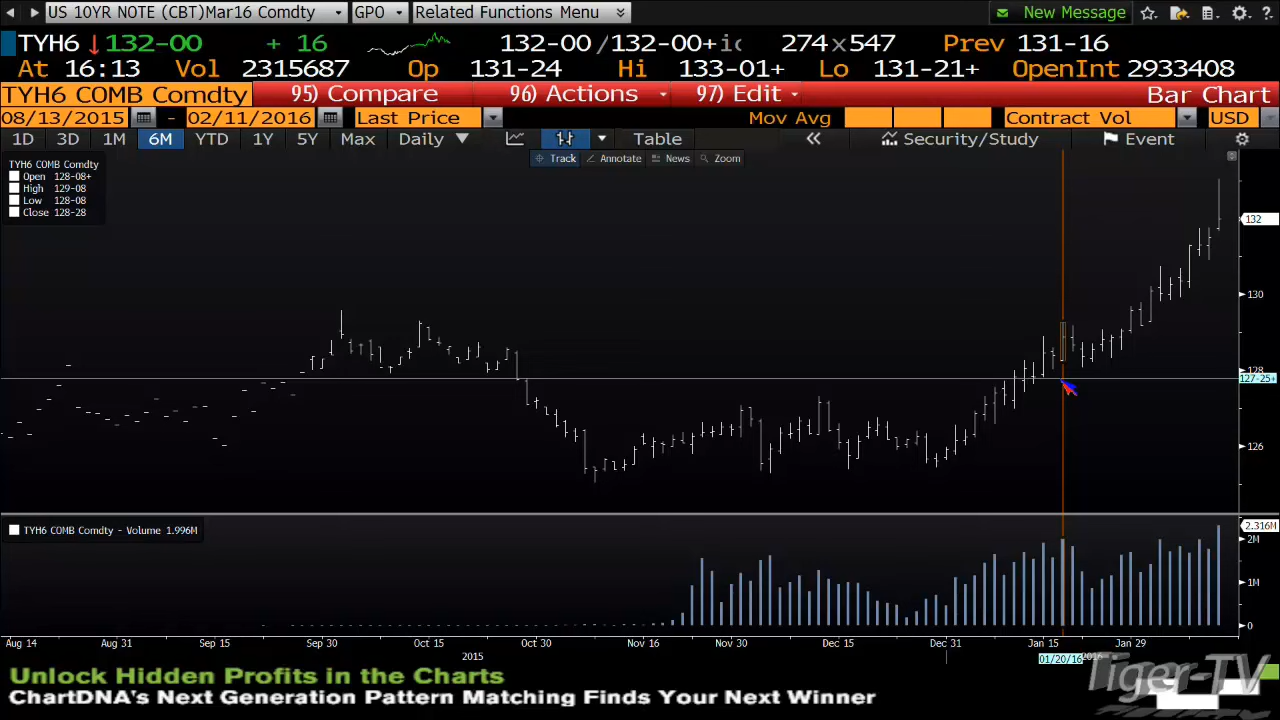 US 10YR NOTE (CBT)Mar16 Comdty GPO Related Functions Menu New Message
TYH6 132-00 + 16 132-00 /132-00+ 274x547 Prev 131-16
At 16:13 Vol 2315687 Op 131-24 Hi 133-01+ Lo 131-21+ OpenInt 2933408
TYH6 COMB Comdty 95) Compare 96) Actions 97) Edit Bar Chart
08/13/2015 - 02/11/2016 Last Price Mov Avg Contract Vol USD
1D 3D 1M 6M YTD 1Y 5Y Max Daily Table « Security/Study Event
Track Annotate News Zoom
TYH6 COMB Comdty
Open 128-08+
High 129-08
Low 128-08
Close 128-28
132
130
128
127-25+
126
TYH6 COMB Comdty - Volume 1.996M
2.316M
2M
1M
0
Aug 14 Aug 31 Sep 15 Sep 30 Oct 15 Oct 30 Nov 16 Nov 30 Dec 15 Dec 31 Jan 15 Jan 29
2015 01/20/16 2016
Unlock Hidden Profits in the Charts
ChartDNA's Next Generation Pattern Matching Finds Your Next Winner
Tiger-TV